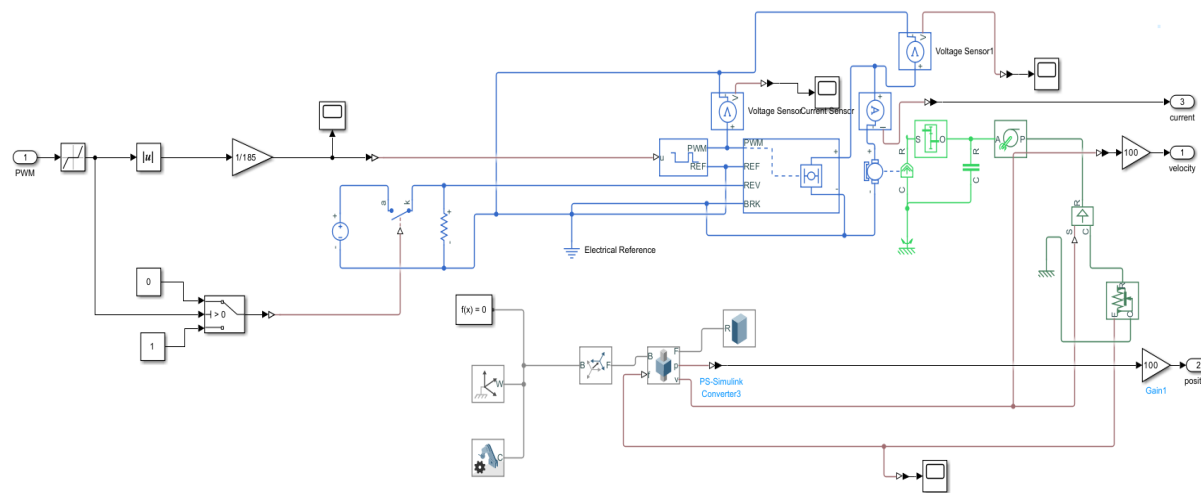 Voltage Sensor1
Voltage Sensor
Current Sensor
V
V
+
+
+
A
I
3
current
1
PWM
|u|
1/185
u
PWM
REF
PWM
REF
REV
BRK
+
-
+
-
R
C
S
O
R
C
A
P
100
1
velocity
a
k
+
-
+
-
Electrical Reference
R
S
C
0
> 0
1
f(x) = 0
R
B
F
B
F
p
f
v
W
C
PS-Simulink
Converter3
100
Gain1
2
posit